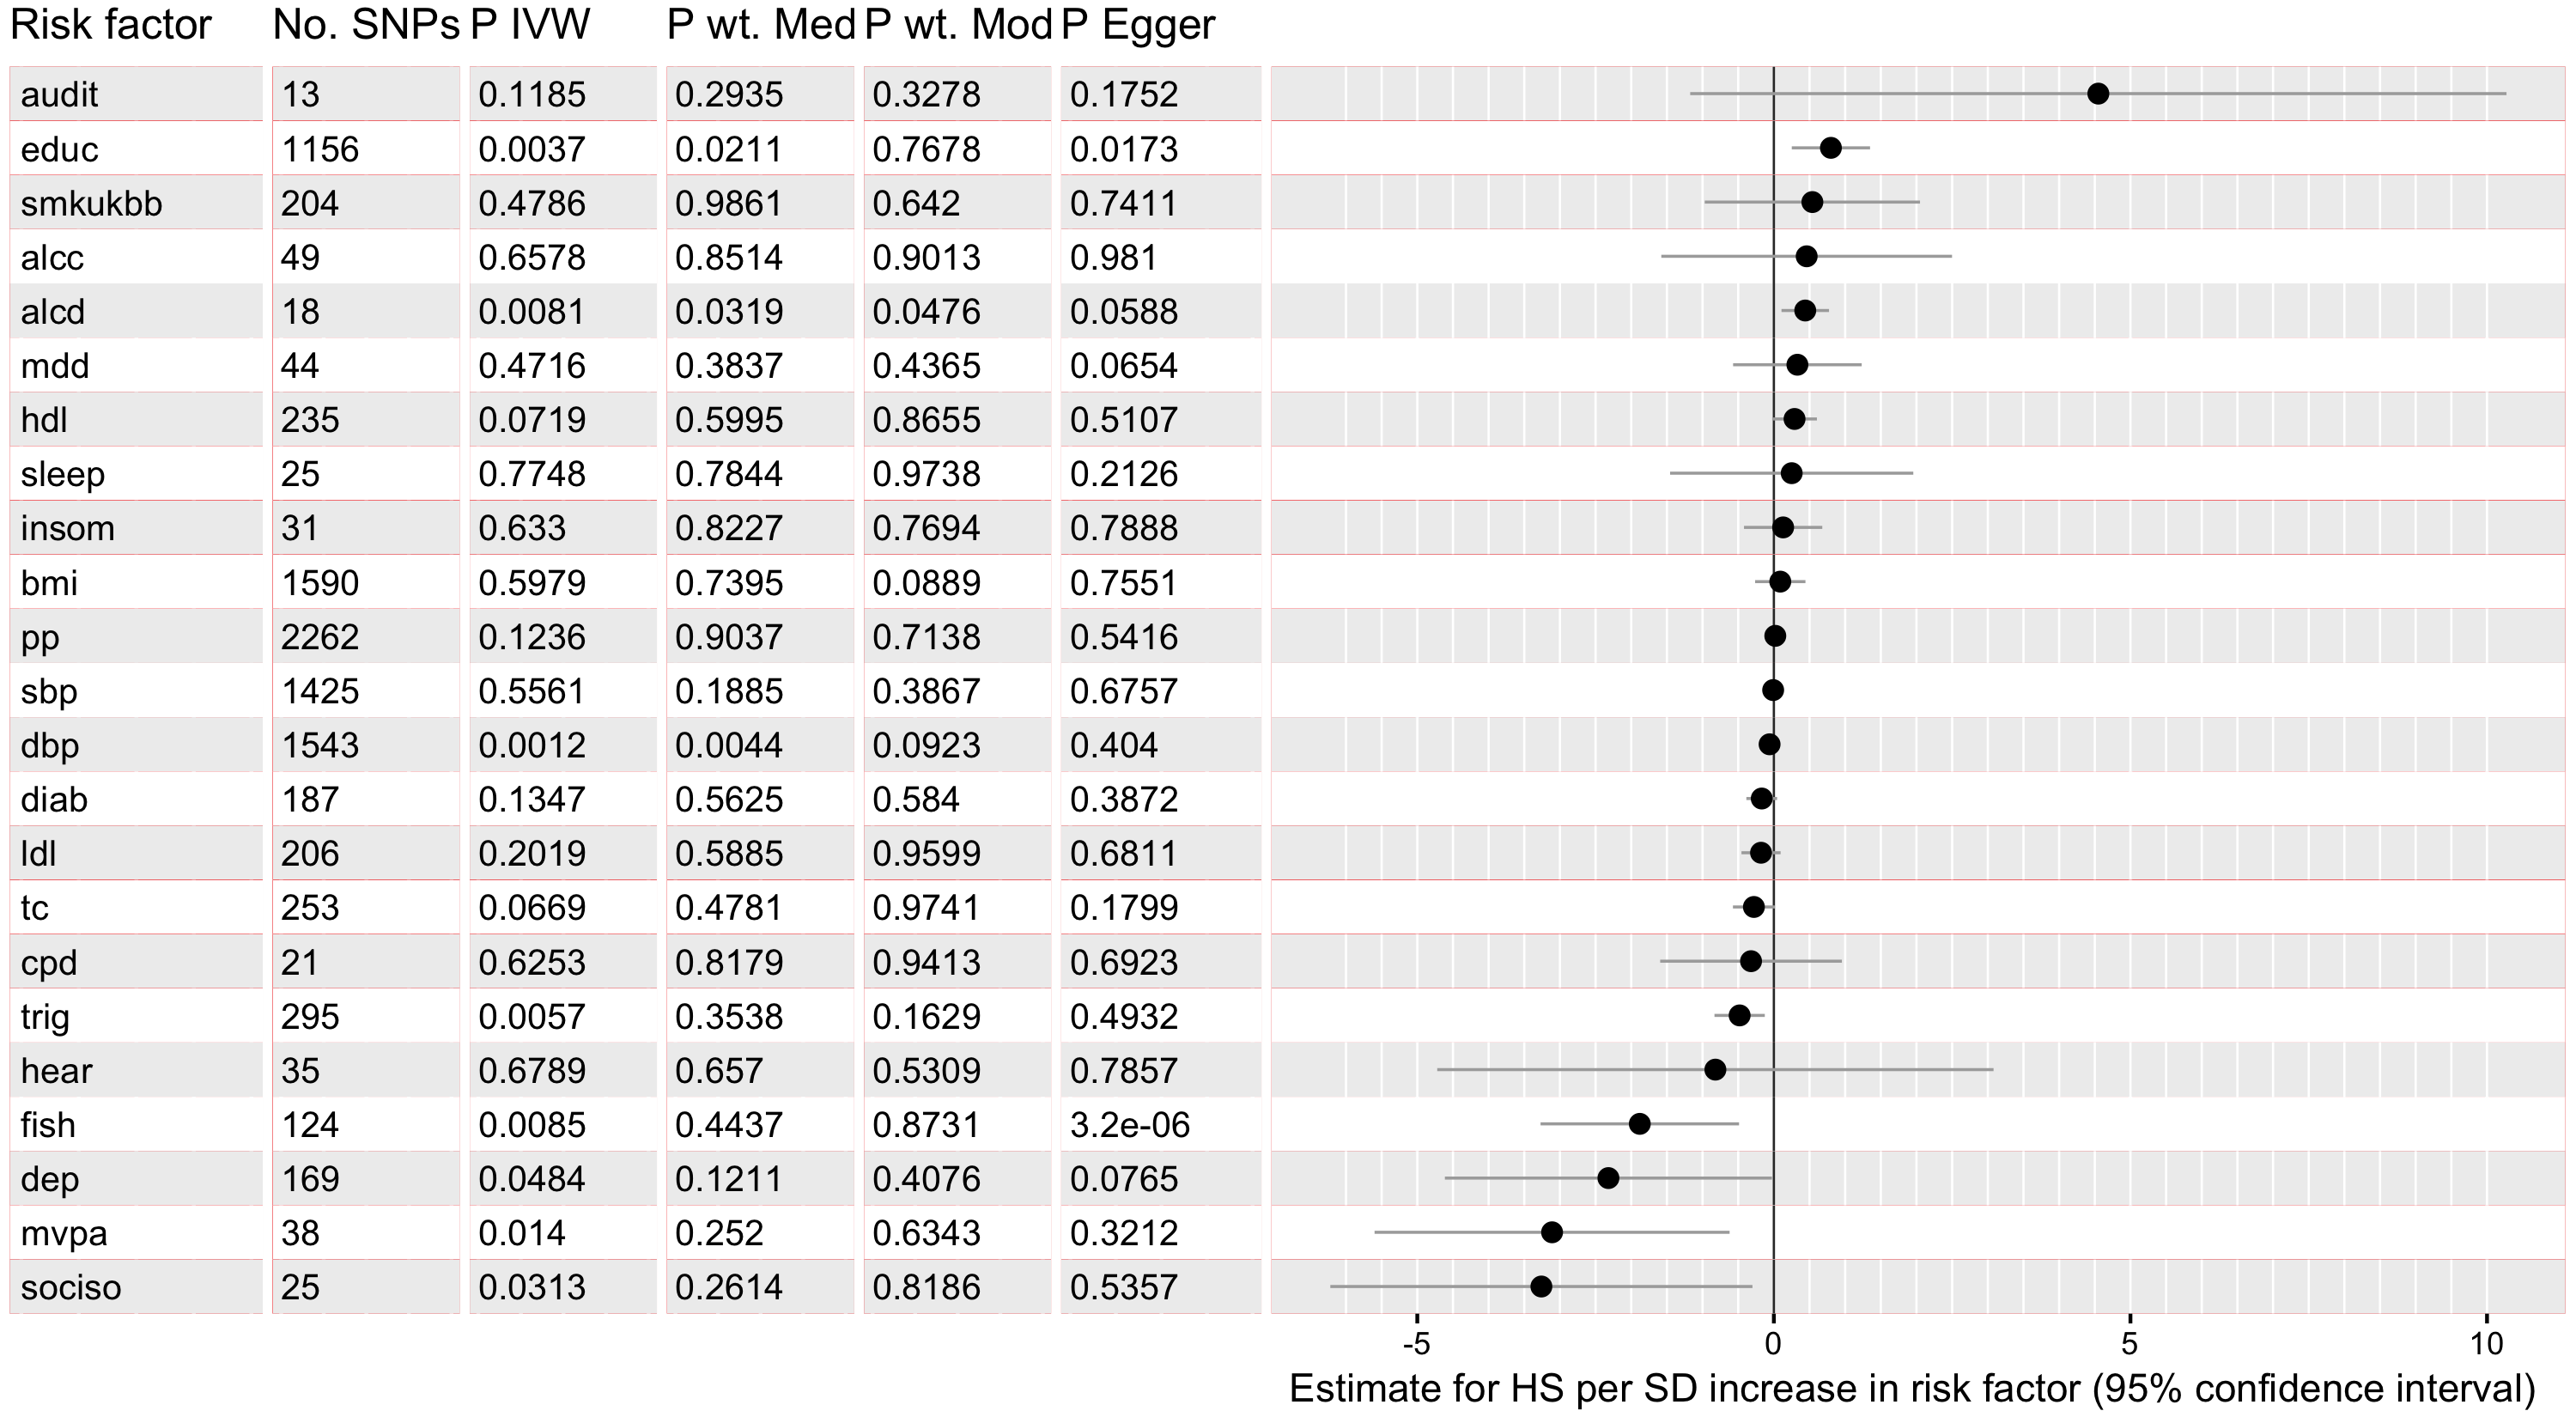 Risk factor No. SNPs P IVW P wt. Med P wt. Mod P Egger
audit 13 0.1185 0.2935 0.3278 0.1752
educ 1156 0.0037 0.0211 0.7678 0.0173
smkukbb 204 0.4786 0.9861 0.642 0.7411
alcc 49 0.6578 0.8514 0.9013 0.981
alcd 18 0.0081 0.0319 0.0476 0.0588
mdd 44 0.4716 0.3837 0.4365 0.0654
hdl 235 0.0719 0.5995 0.8655 0.5107
sleep 25 0.7748 0.7844 0.9738 0.2126
insom 31 0.633 0.8227 0.7694 0.7888
bmi 1590 0.5979 0.7395 0.0889 0.7551
pp 2262 0.1236 0.9037 0.7138 0.5416
sbp 1425 0.5561 0.1885 0.3867 0.6757
dbp 1543 0.0012 0.0044 0.0923 0.404
diab 187 0.1347 0.5625 0.584 0.3872
ldl 206 0.2019 0.5885 0.9599 0.6811
tc 253 0.0669 0.4781 0.9741 0.1799
cpd 21 0.6253 0.8179 0.9413 0.6923
trig 295 0.0057 0.3538 0.1629 0.4932
hear 35 0.6789 0.657 0.5309 0.7857
fish 124 0.0085 0.4437 0.8731 3.2e-06
dep 169 0.0484 0.1211 0.4076 0.0765
mvpa 38 0.014 0.252 0.6343 0.3212
sociso 25 0.0313 0.2614 0.8186 0.5357
-5 0 5 10
Estimate for HS per SD increase in risk factor (95% confidence interval)